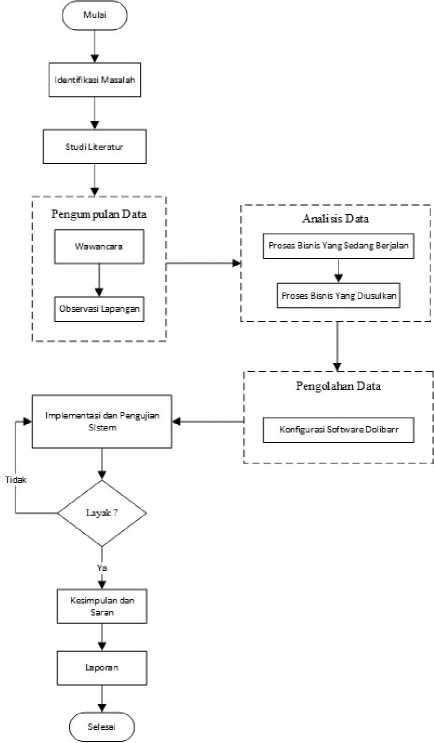 Mulai
Identifikasi Masalah
Studi Literatur
Pengumpulan Data
Wawancara
Observasi Lapangan
Analisis Data
Proses Bisnis Yang Sedang Berjalan
Proses Bisnis Yang Diusulkan
Pengolahan Data
Konfigurasi Software Dolibarr
Implementasi dan Pengujian
Sistem
Tidak
Layak ?
Ya
Kesimpulan dan
Saran
Laporan
Selesai